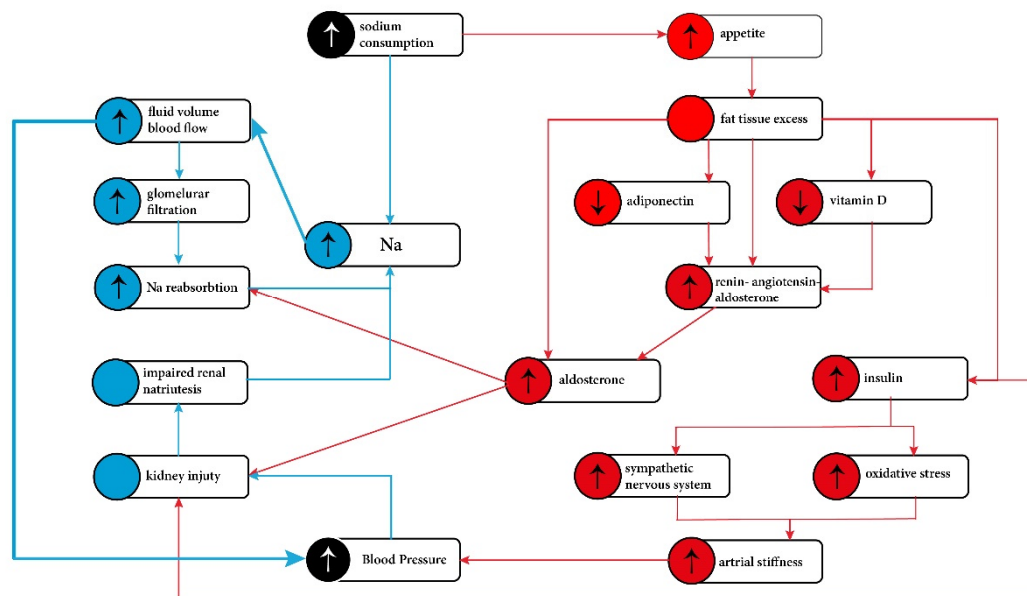 sodium
consumption
appetite
fluid volume
blood flow
fat tissue excess
glomelurar
filtration
adiponectin
vitamin D
Na
Na reabsorbtion
renin- angiotensin-
aldosterone
impaired renal
natriutesis
aldosterone
insulin
kidney injuty
sympathetic
nervous system
oxidative stress
Blood Pressure
artrial stiffness